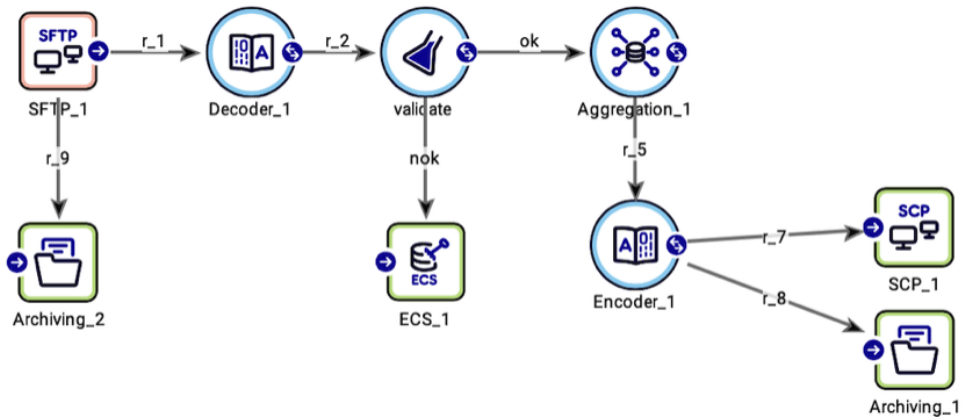 SFTP
SFTP_1
r_1
Decoder_1
r_2
validate
ok
Aggregation_1
r_9
nok
r_5
Archiving_2
ECS
ECS_1
A
Encoder_1
r_7
SCP
SCP_1
r_8
Archiving_1